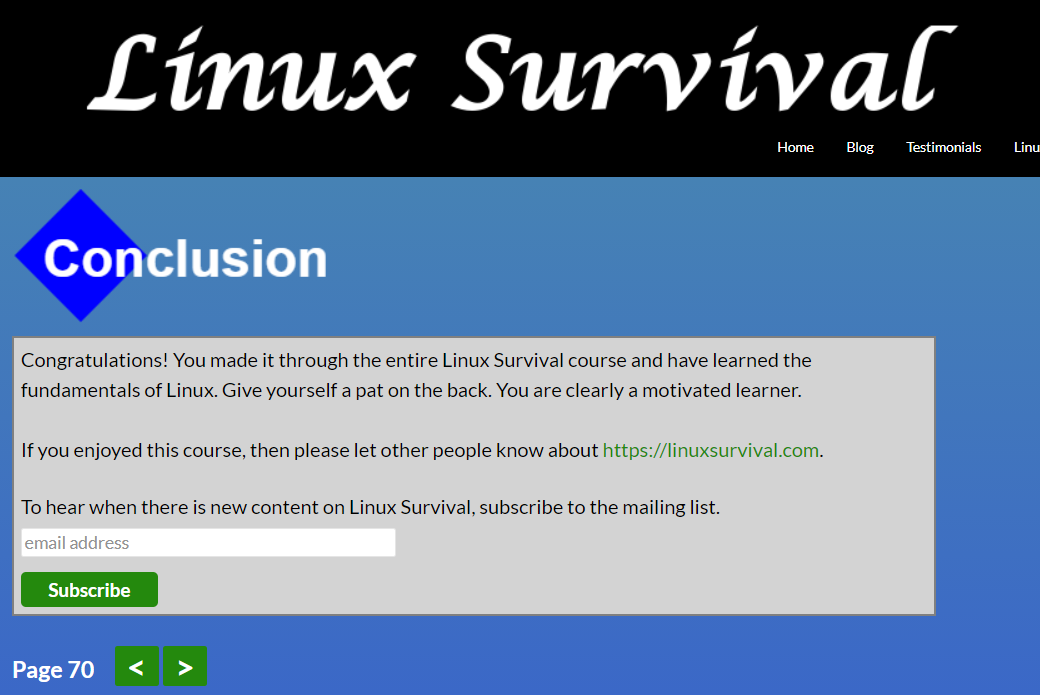 Linux Survival
Home Blog Testimonials Linu
Conclusion
Congratulations! You made it through the entire Linux Survival course and have learned the
fundamentals of Linux. Give yourself a pat on the back. You are clearly a motivated learner.
If you enjoyed this course, then please let other people know about https://linuxsurvival.com.
To hear when there is new content on Linux Survival, subscribe to the mailing list.
email address
Subscribe
Page 70 < >